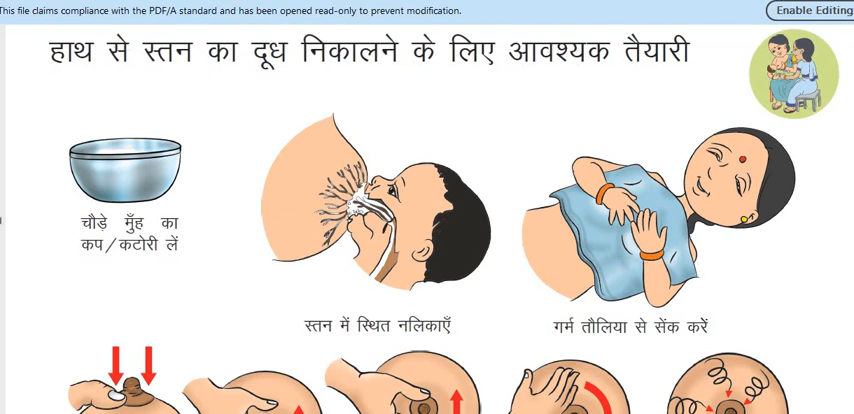 This file claims compliance with the PDF/A standard and has been opened read-only to prevent modification.
Enable Editing
हाथ से स्तन का दूध निकालने के लिए आवश्यक तैयारी
चौड़े मुँह का
कप/कटोरी लें
स्तन में स्थित नलिकाएँ
गर्म तौलिया से सेंक करें